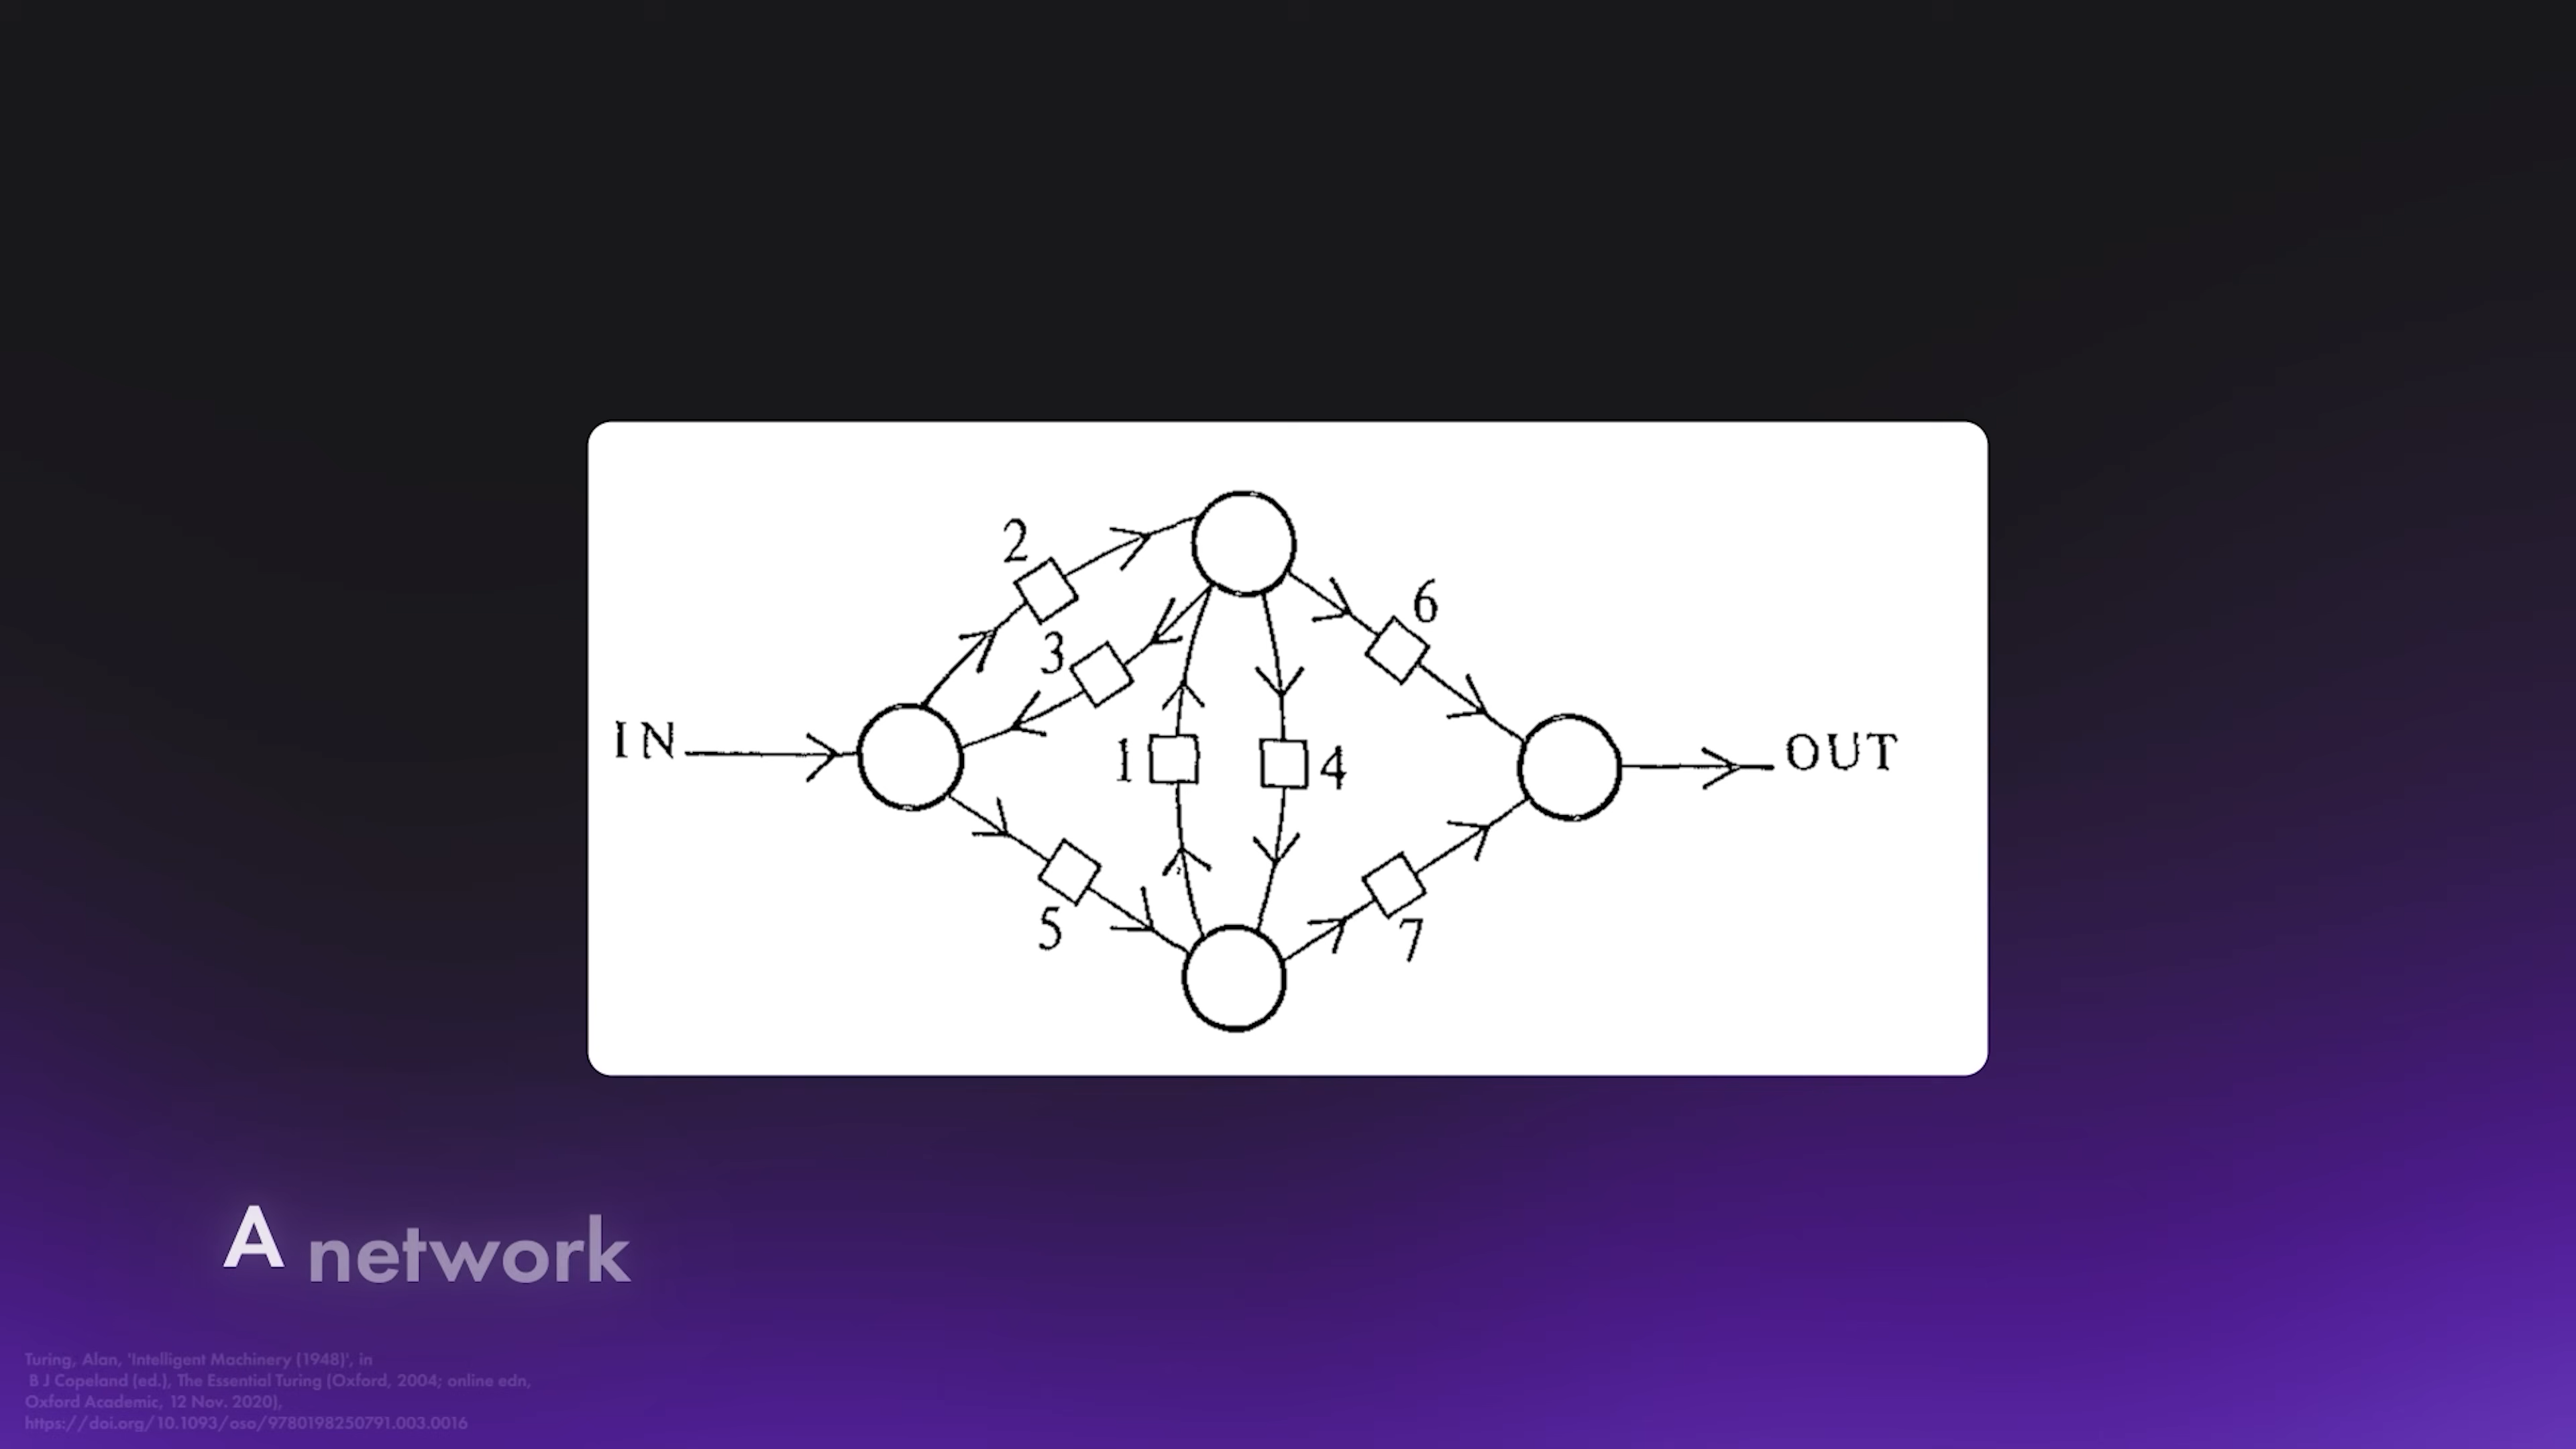 2
6
3
IN
1
4
OUT
5
7
A network
Turing, Alan, 'Intelligent Machinery (1948)', in
B J Copeland (ed.), The Essential Turing (Oxford, 2004; online edn,
Oxford Academic, 12 Nov. 2020),
https://doi.org/10.1093/oso/9780198250791.003.0016